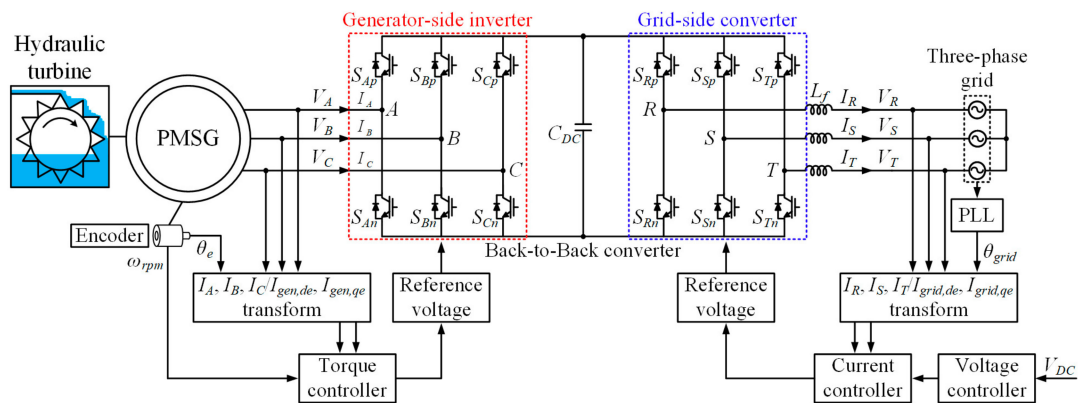 Generator-side inverter
Grid-side converter
Hydraulic
turbine
Three-phase
grid
S_Ap
S_Bp
S_Cp
S_Rp
S_Sp
S_Tp
PMSG
V_A
I_A
A
V_B
I_B
B
V_C
I_C
C
C_DC
R
S
T
L_f
I_R
V_R
I_S
V_S
I_T
V_T
S_An
S_Bn
S_Cn
S_Rn
S_Sn
S_Tn
PLL
Encoder
θ_e
ω_rpm
Back-to-Back converter
θ_grid
I_A, I_B, I_C/I_gen,de, I_gen,qe
transform
Reference
voltage
Reference
voltage
I_R, I_S, I_T/I_grid,de, I_grid,qe
transform
Torque
controller
Current
controller
Voltage
controller
V_DC